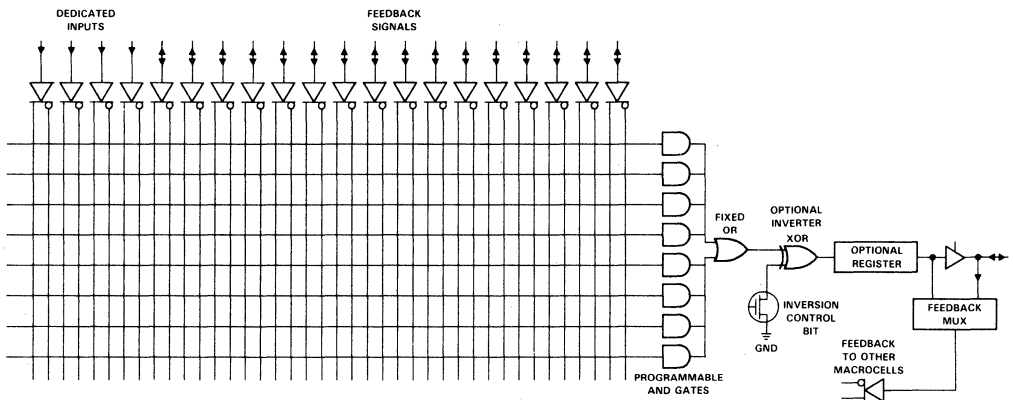 DEDICATED
INPUTS
FEEDBACK
SIGNALS
FIXED
OR
OPTIONAL
INVERTER
XOR
OPTIONAL
REGISTER
INVERSION
CONTROL
BIT
GND
FEEDBACK
MUX
FEEDBACK
TO OTHER
MACROCELLS
PROGRAMMABLE
AND GATES